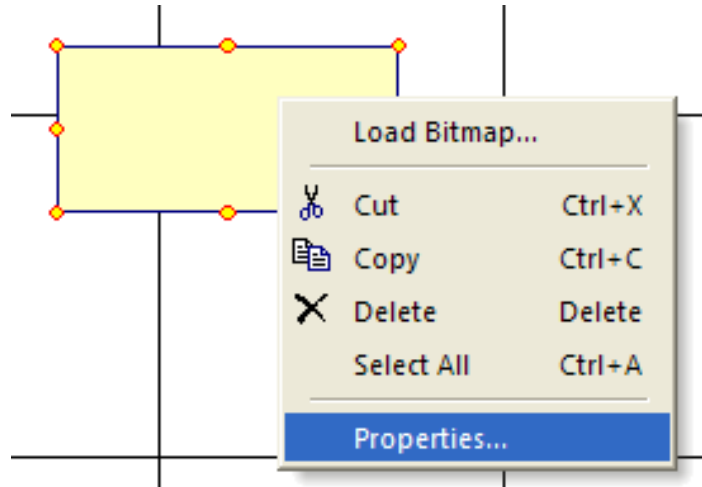 Load Bitmap...
Cut Ctrl+X
Copy Ctrl+C
Delete Delete
Select All Ctrl+A
Properties...